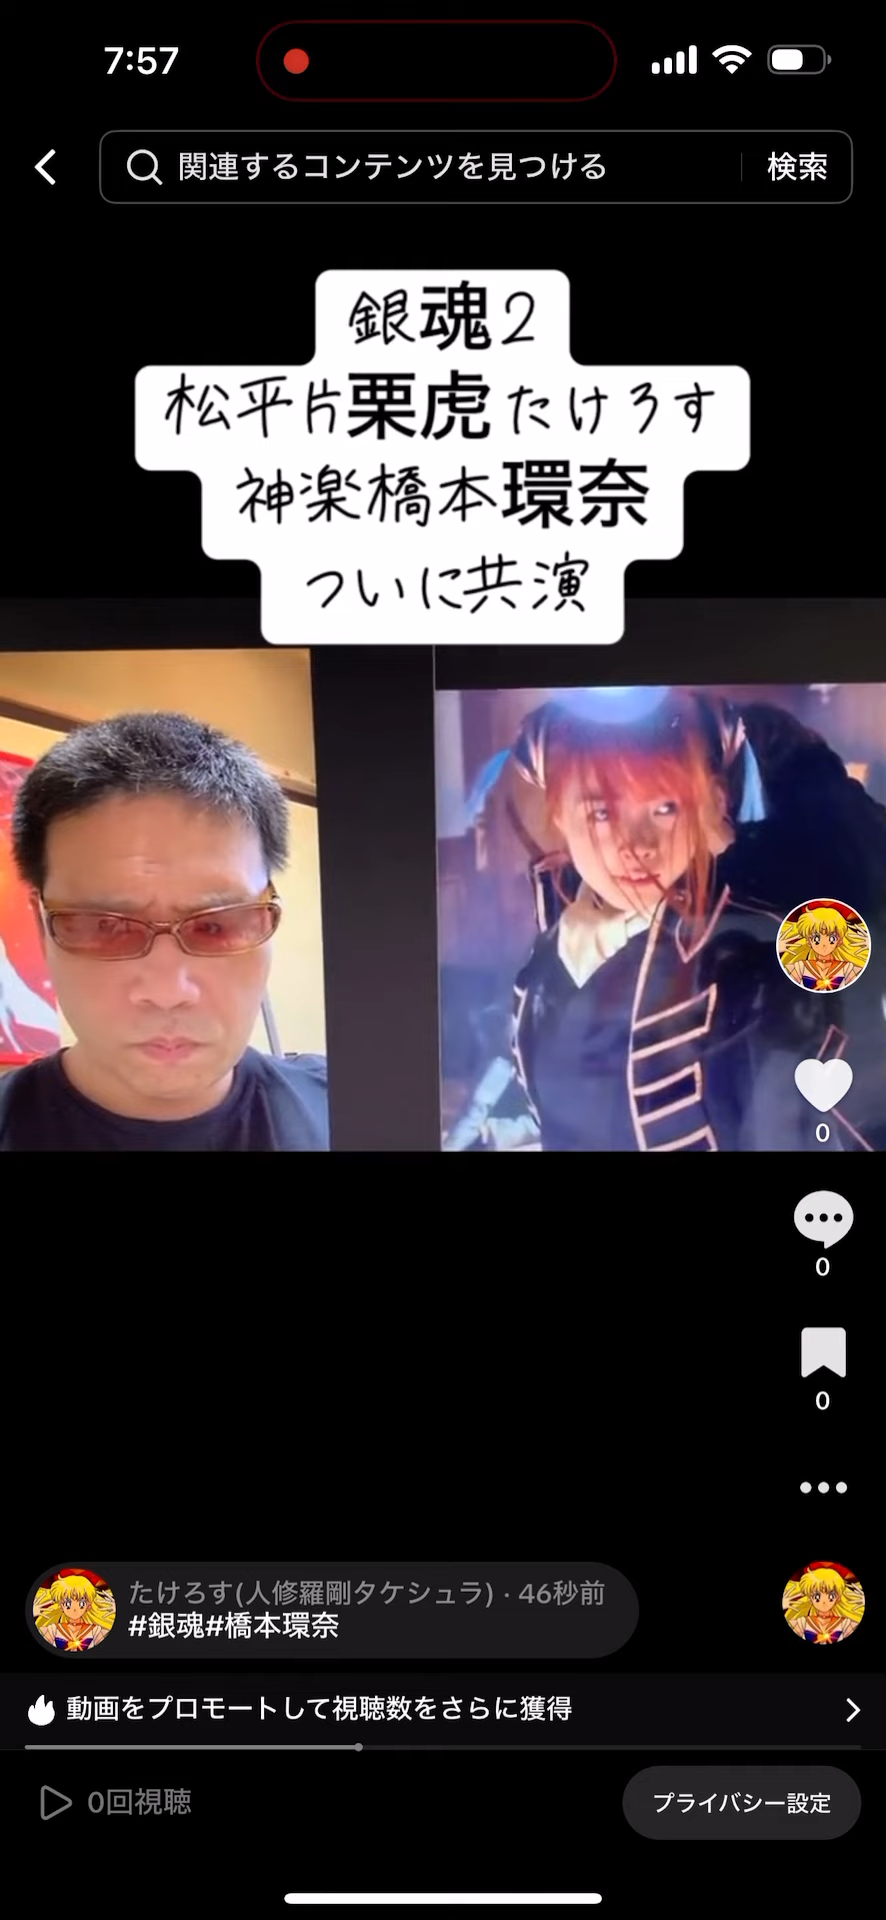 7:57
関連するコンテンツを見つける
検索
銀魂2
松平片栗虎たけろす
神楽橋本環奈
ついに共演
0
0
0
たけろす(人修羅剛タケシュラ) · 46秒前
#銀魂#橋本環奈
動画をプロモートして視聴数をさらに獲得
0回視聴
プライバシー設定